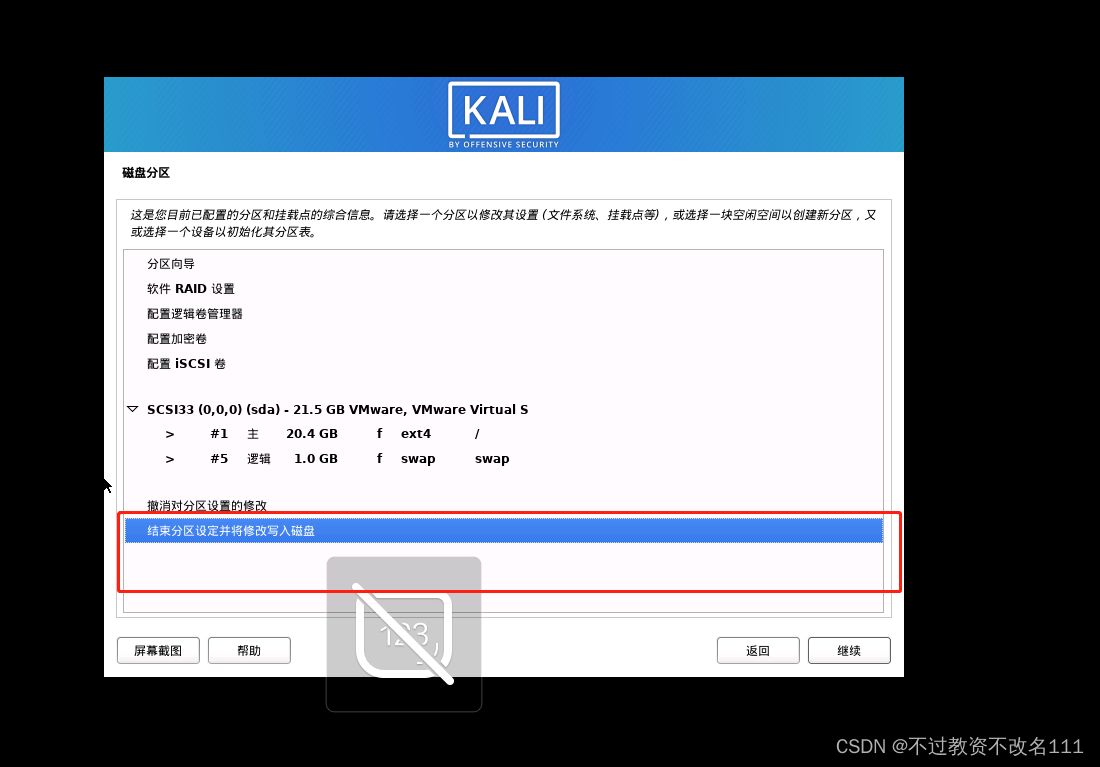 KALI
BY OFFENSIVE SECURITY
磁盘分区
这是您目前已配置的分区和挂载点的综合信息。请选择一个分区以修改其设置 (文件系统、挂载点等)，或选择一块空闲空间以创建新分区，又
或选择一个设备以初始化其分区表。
分区向导
软件 RAID 设置
配置逻辑卷管理器
配置加密卷
配置 iSCSI 卷
SCSI33 (0,0,0) (sda) - 21.5 GB VMware, VMware Virtual S
> #1 主 20.4 GB f ext4 /
> #5 逻辑 1.0 GB f swap swap
撤消对分区设置的修改
结束分区设定并将修改写入磁盘
123
屏幕截图 帮助 返回 继续
CSDN @不过教资不改名111